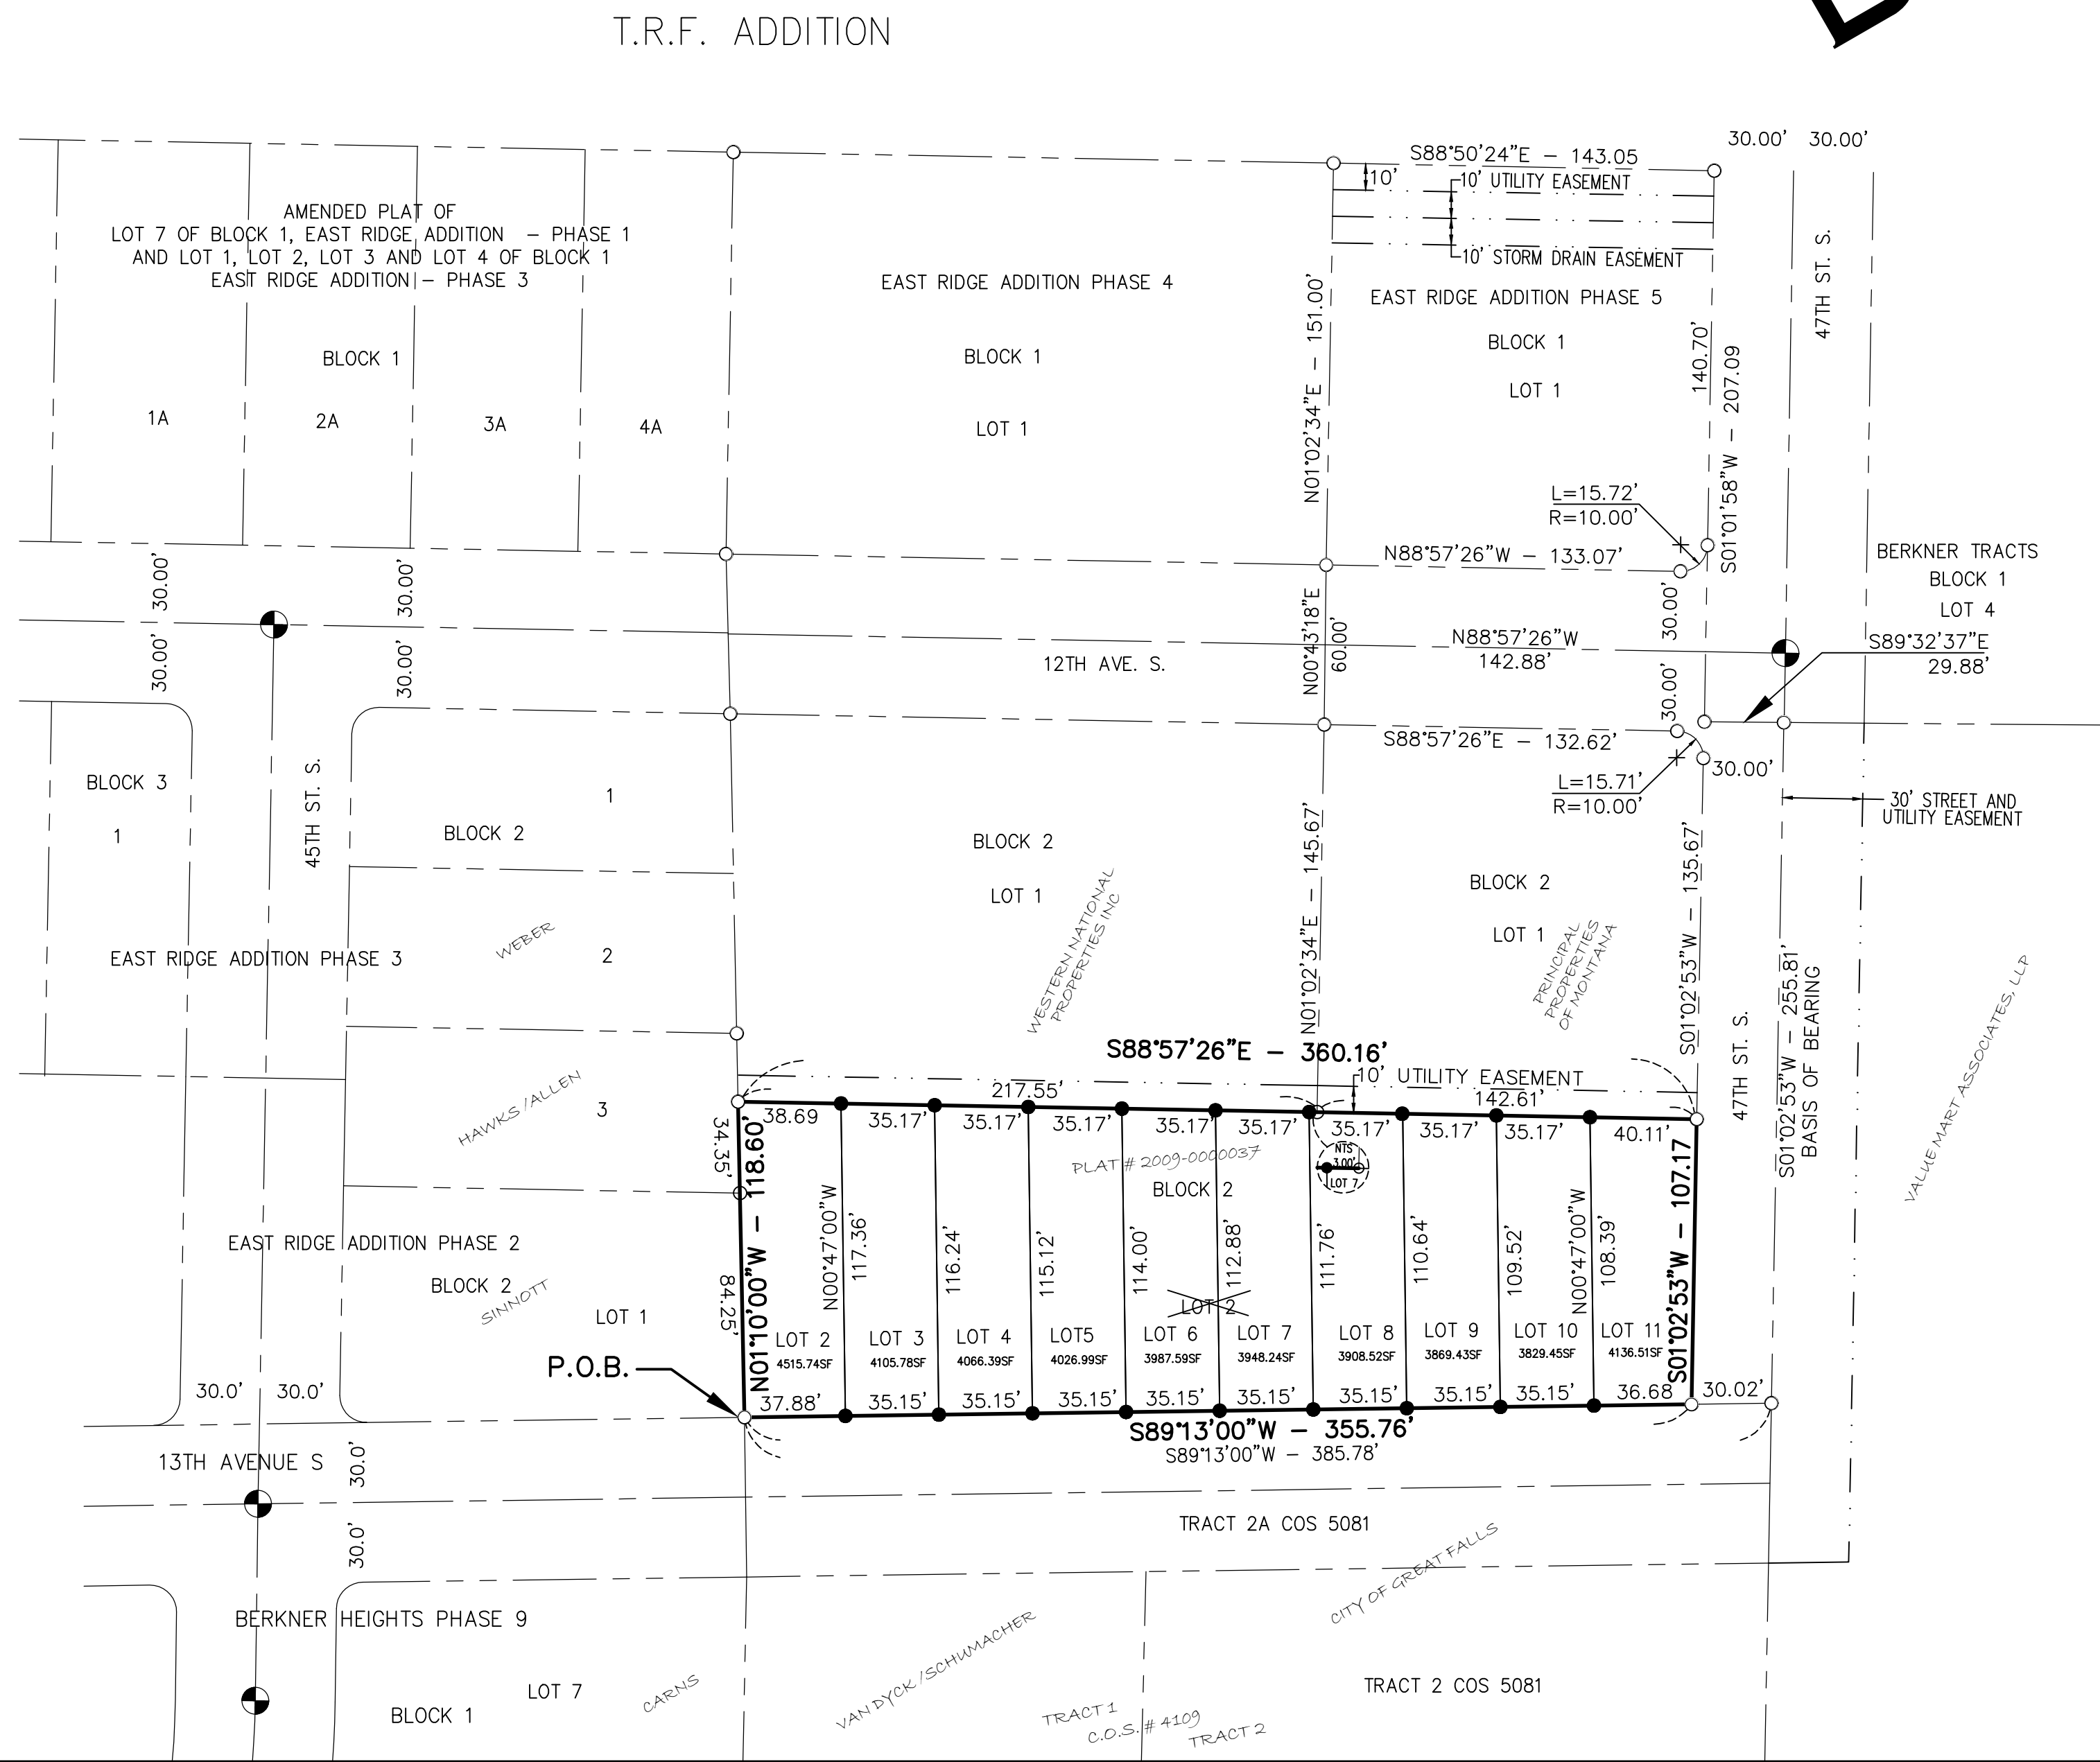 T.R.F. ADDITION
30.00' 30.00'
S88°50'24"E – 143.05
10'
10' UTILITY EASEMENT
10' STORM DRAIN EASEMENT
AMENDED PLAT OF
LOT 7 OF BLOCK 1, EAST RIDGE ADDITION – PHASE 1
AND LOT 1, LOT 2, LOT 3 AND LOT 4 OF BLOCK 1
EAST RIDGE ADDITION – PHASE 3
BLOCK 1
1A
2A
3A
4A
EAST RIDGE ADDITION PHASE 4
BLOCK 1
LOT 1
N01°02'34"E – 151.00'
EAST RIDGE ADDITION PHASE 5
BLOCK 1
LOT 1
140.70'
S01°01'58"W – 207.09
47TH ST. S.
L=15.72'
R=10.00'
N88°57'26"W – 133.07'
BERKNER TRACTS
BLOCK 1
LOT 4
30.00'
30.00'
30.00'
30.00'
N00°43'18"E
60.00'
30.00'
30.00'
N88°57'26"W
142.88'
12TH AVE. S.
S89°32'37"E
29.88'
S88°57'26"E – 132.62'
L=15.71'
R=10.00'
30.00'
30' STREET AND
UTILITY EASEMENT
BLOCK 3
1
45TH ST. S.
BLOCK 2
1
WEBER
2
EAST RIDGE ADDITION PHASE 3
HAWKS/ALLEN
3
BLOCK 2
LOT 1
WESTERN NATIONAL
PROPERTIES INC
N01°02'34"E – 145.67'
BLOCK 2
LOT 1
PRINCIPAL
PROPERTIES
OF MONTANA
S01°02'53"W – 135.67'
47TH ST. S.
S01°02'53"W – 255.81'
BASIS OF BEARING
VALUE MART ASSOCIATES, LLP
S88°57'26"E – 360.16'
10' UTILITY EASEMENT
217.55'
142.61'
38.69
35.17'
35.17'
35.17'
35.17'
35.17'
35.17'
35.17'
35.17'
40.11'
PLAT # 2009-0000037
BLOCK 2
NTS
3.00'
LOT 7
34.35'
84.25'
N01°10'00"W – 118.60'
N00°47'00"W
117.36'
116.24'
115.12'
114.00'
112.88'
111.76'
110.64'
109.52'
N00°47'00"W
108.39'
S01°02'53"W – 107.17
LOT 2
LOT 2
4515.74SF
LOT 3
4105.78SF
LOT 4
4066.39SF
LOT5
4026.99SF
LOT 6
3987.59SF
LOT 7
3948.24SF
LOT 8
3908.52SF
LOT 9
3869.43SF
LOT 10
3829.45SF
LOT 11
4136.51SF
37.88'
35.15'
35.15'
35.15'
35.15'
35.15'
35.15'
35.15'
35.15'
36.68
30.02'
S89°13'00"W – 355.76'
S89°13'00"W – 385.78'
EAST RIDGE ADDITION PHASE 2
BLOCK 2
SINNOTT
LOT 1
P.O.B.
30.0' 30.0'
13TH AVENUE S
30.0'
30.0'
TRACT 2A COS 5081
CITY OF GREAT FALLS
BERKNER HEIGHTS PHASE 9
LOT 7
BLOCK 1
CARNS
VAN DYCK/SCHUMACHER
TRACT 1
C.O.S. # 4109
TRACT 2
TRACT 2 COS 5081